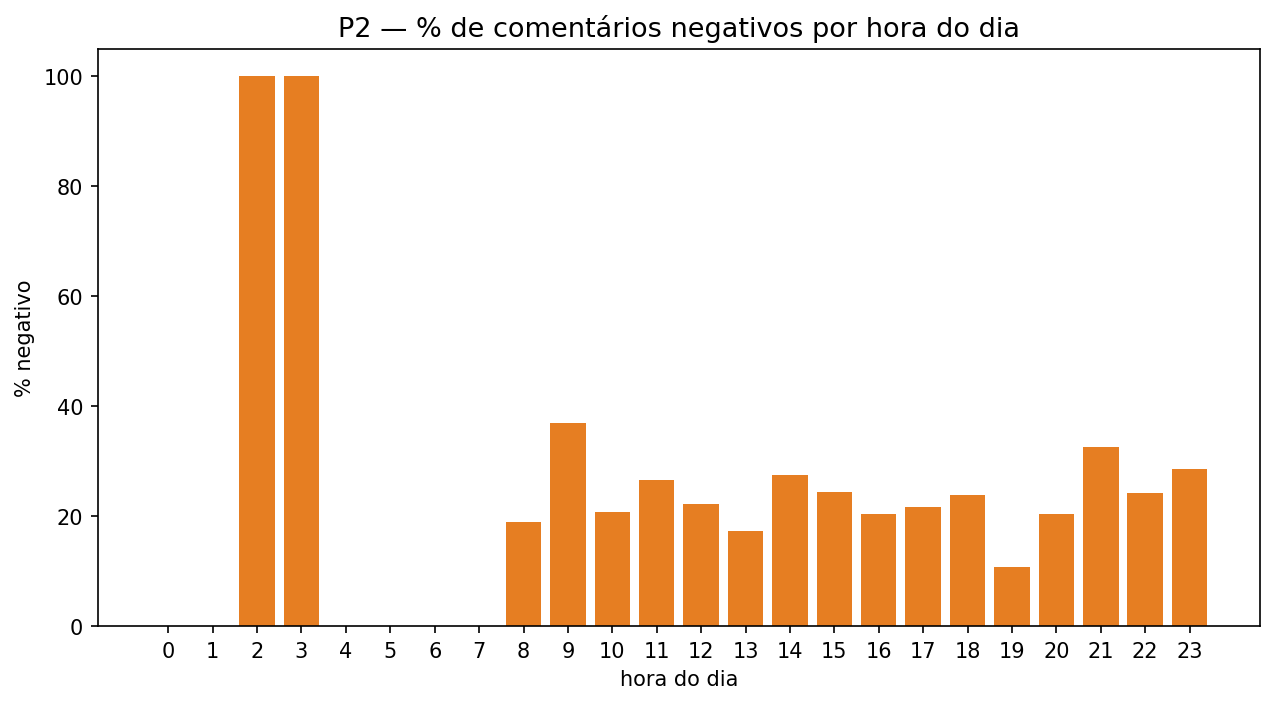 P2 — % de comentários negativos por hora do dia
100
80
60
40
20
0
% negativo
0 1 2 3 4 5 6 7 8 9 10 11 12 13 14 15 16 17 18 19 20 21 22 23
hora do dia